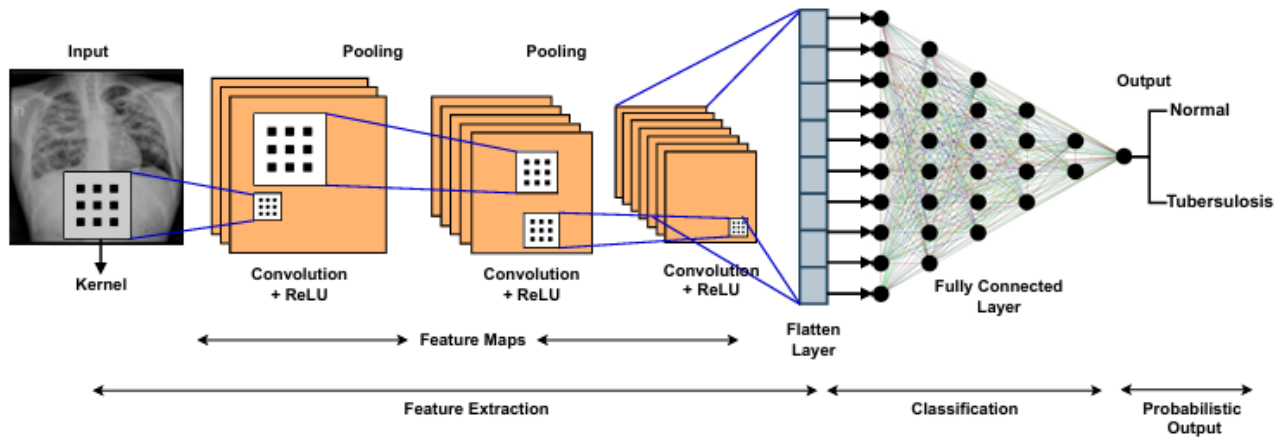 Input
Pooling
Pooling
Output
Normal
Tubersulosis
Kernel
Convolution
+ ReLU
Convolution
+ ReLU
Convolution
+ ReLU
Fully Connected
Layer
Flatten
Layer
Feature Maps
Feature Extraction
Classification
Probabilistic
Output